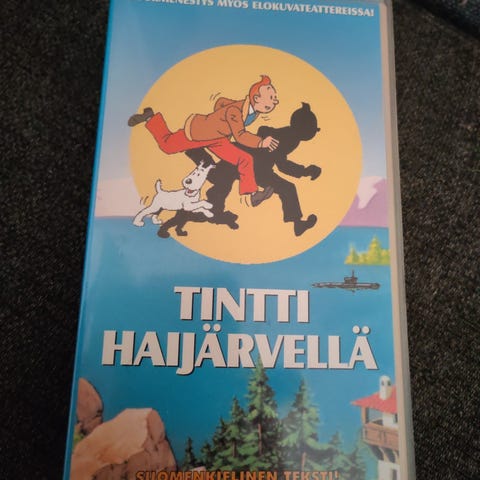 MYÖS ELOKUVATEATTEREISSA!
TINTTI
HAIJÄRVELLÄ
SUOMENKIELINEN TEKSTI!